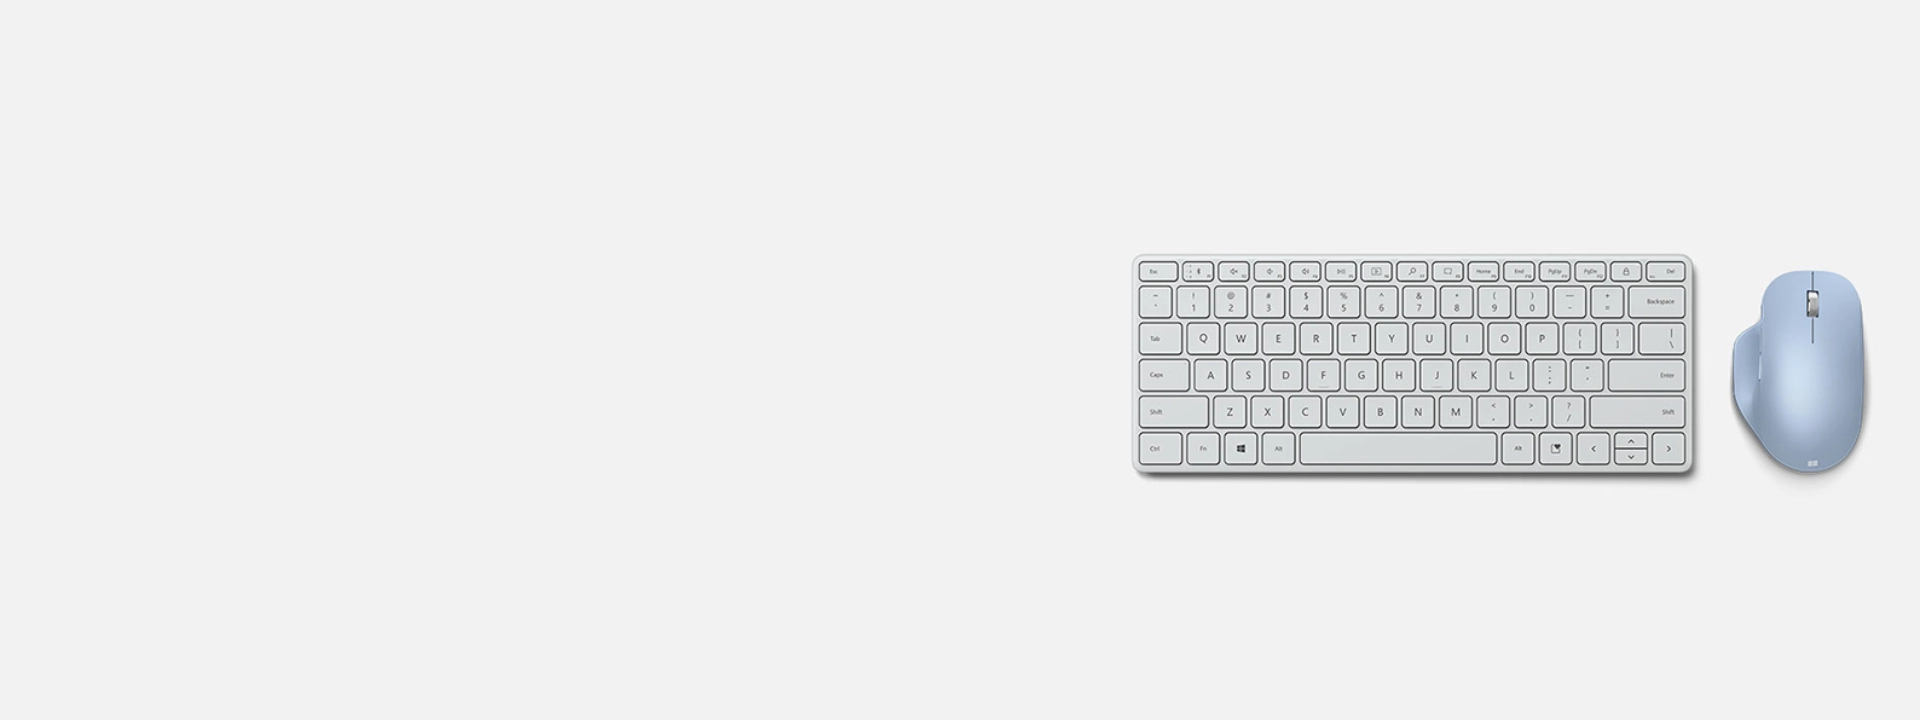 Esc Home End PgUp PgDn Del
~ ! @ # $ % ^ & * ( ) — +
` 1 2 3 4 5 6 7 8 9 0 - = Backspace
Tab Q W E R T Y U I O P { [ } ] | \
Caps A S D F G H J K L : ; " ' Enter
Shift Z X C V B N M < , > . ? / Shift
Ctrl Fn Alt Alt